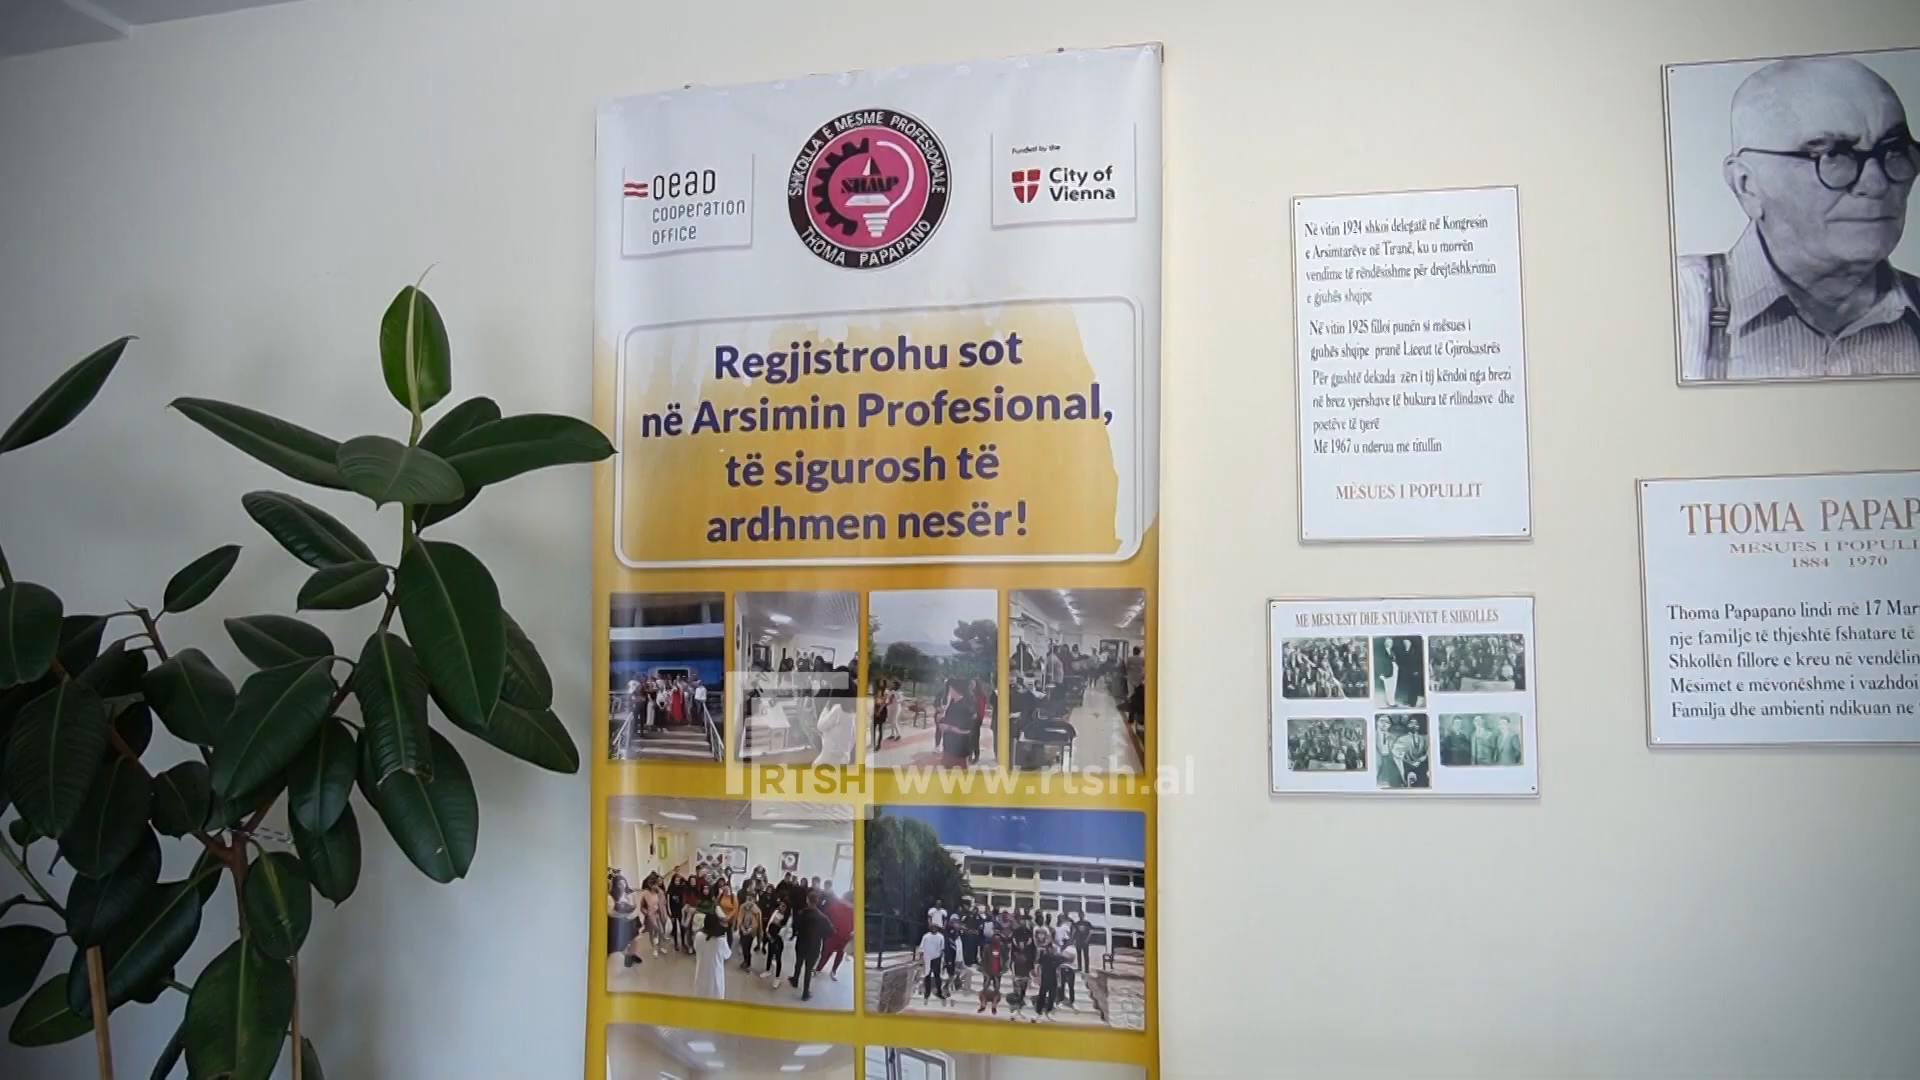 oead
cooperation
office
SHKOLLA E MESME PROFESIONALE
SHMP
THOMA PAPAPANO
Funded by the
City of
Vienna
Regjistrohu sot
në Arsimin Profesional,
të sigurosh të
ardhmen nesër!
RTSH www.rtsh.al
Në vitin 1924 shkoi delegatë në Kongresin
e Arsimtarëve në Tiranë, ku u morrën
vendime të rëndësishme për drejtëshkrimin
e gjuhës shqipe
Në vitin 1925 filloi punën si mësues i
gjuhës shqipe pranë Liceut të Gjirokastrës
Për gushtë dekada zën i tij këndoi nga brezi
në brez vjershave të bukura të rilindasve dhe
poetëve të tjerë
Më 1967 u nderua me titullin
MËSUES I POPULLIT
ME MESUESIT DHE STUDENTET E SHKOLLES
THOMA PAPAP
MËSUES I POPULLI
1884 1970
Thoma Papapano lindi më 17 Mar
nje familje të thjeshtë fshatare të
Shkollën fillore e kreu në vendëlin
Mësimet e mëvonëshme i vazhdoi
Familja dhe ambienti ndikuan ne